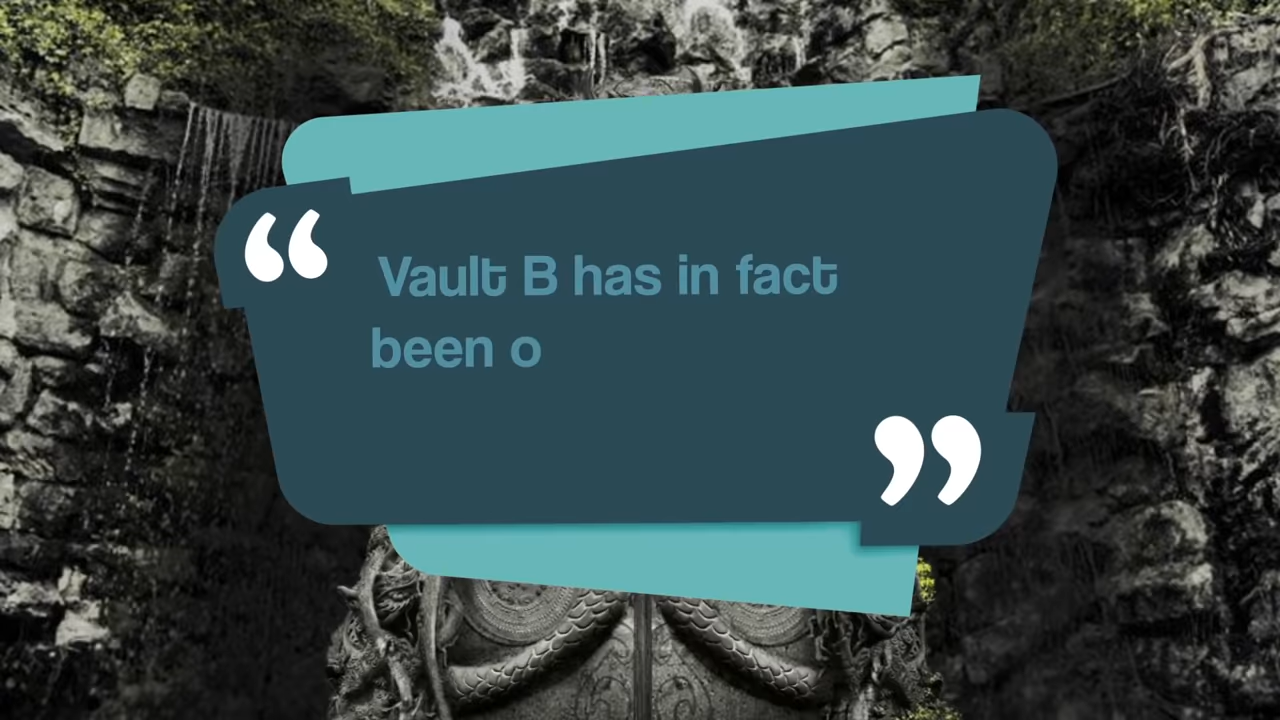 “ Vault B has in fact
been o ”